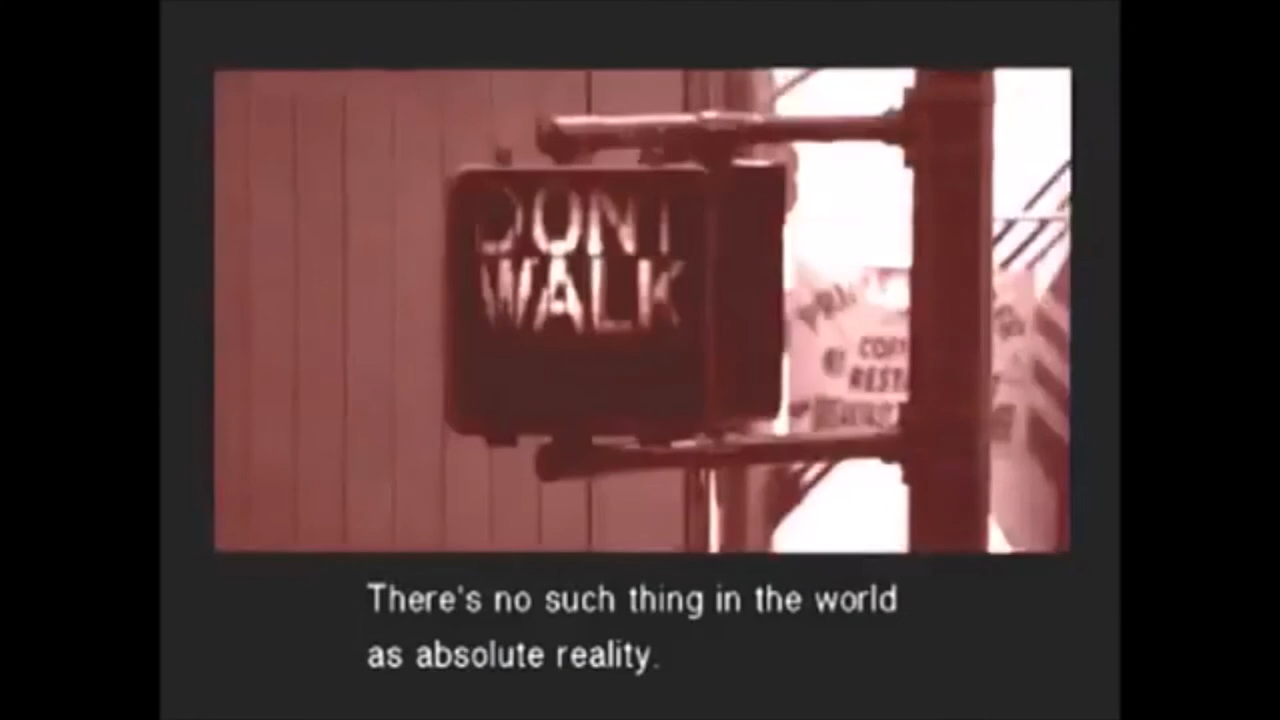 DONT
WALK
There's no such thing in the world
as absolute reality.